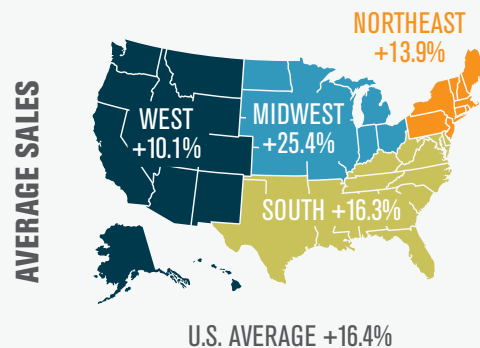 NORTHEAST
+13.9%
AVERAGE SALES
WEST
+10.1%
MIDWEST
+25.4%
SOUTH +16.3%
U.S. AVERAGE +16.4%